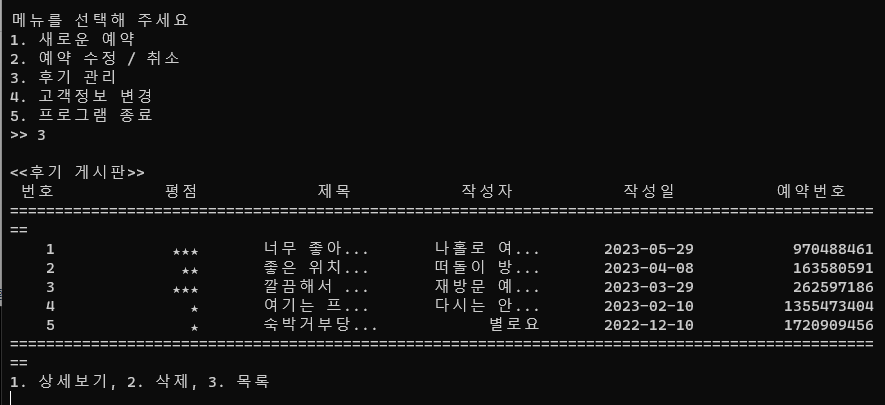 메뉴를 선택해 주세요
1. 새로운 예약
2. 예약 수정 / 취소
3. 후기 관리
4. 고객정보 변경
5. 프로그램 종료
>> 3
<<후기 게시판>>
번호 평점 제목 작성자 작성일 예약번호
================================================================================================
==
1 ★★★ 너무 좋아... 나홀로 여... 2023-05-29 970488461
2 ★★ 좋은 위치... 떠돌이 방... 2023-04-08 163580591
3 ★★★ 깔끔해서 ... 재방문 예... 2023-03-29 262597186
4 ★ 여기는 프... 다시는 안... 2023-02-10 1355473404
5 ★ 숙박거부당... 별로요 2022-12-10 1720909456
================================================================================================
==
1. 상세보기, 2. 삭제, 3. 목록